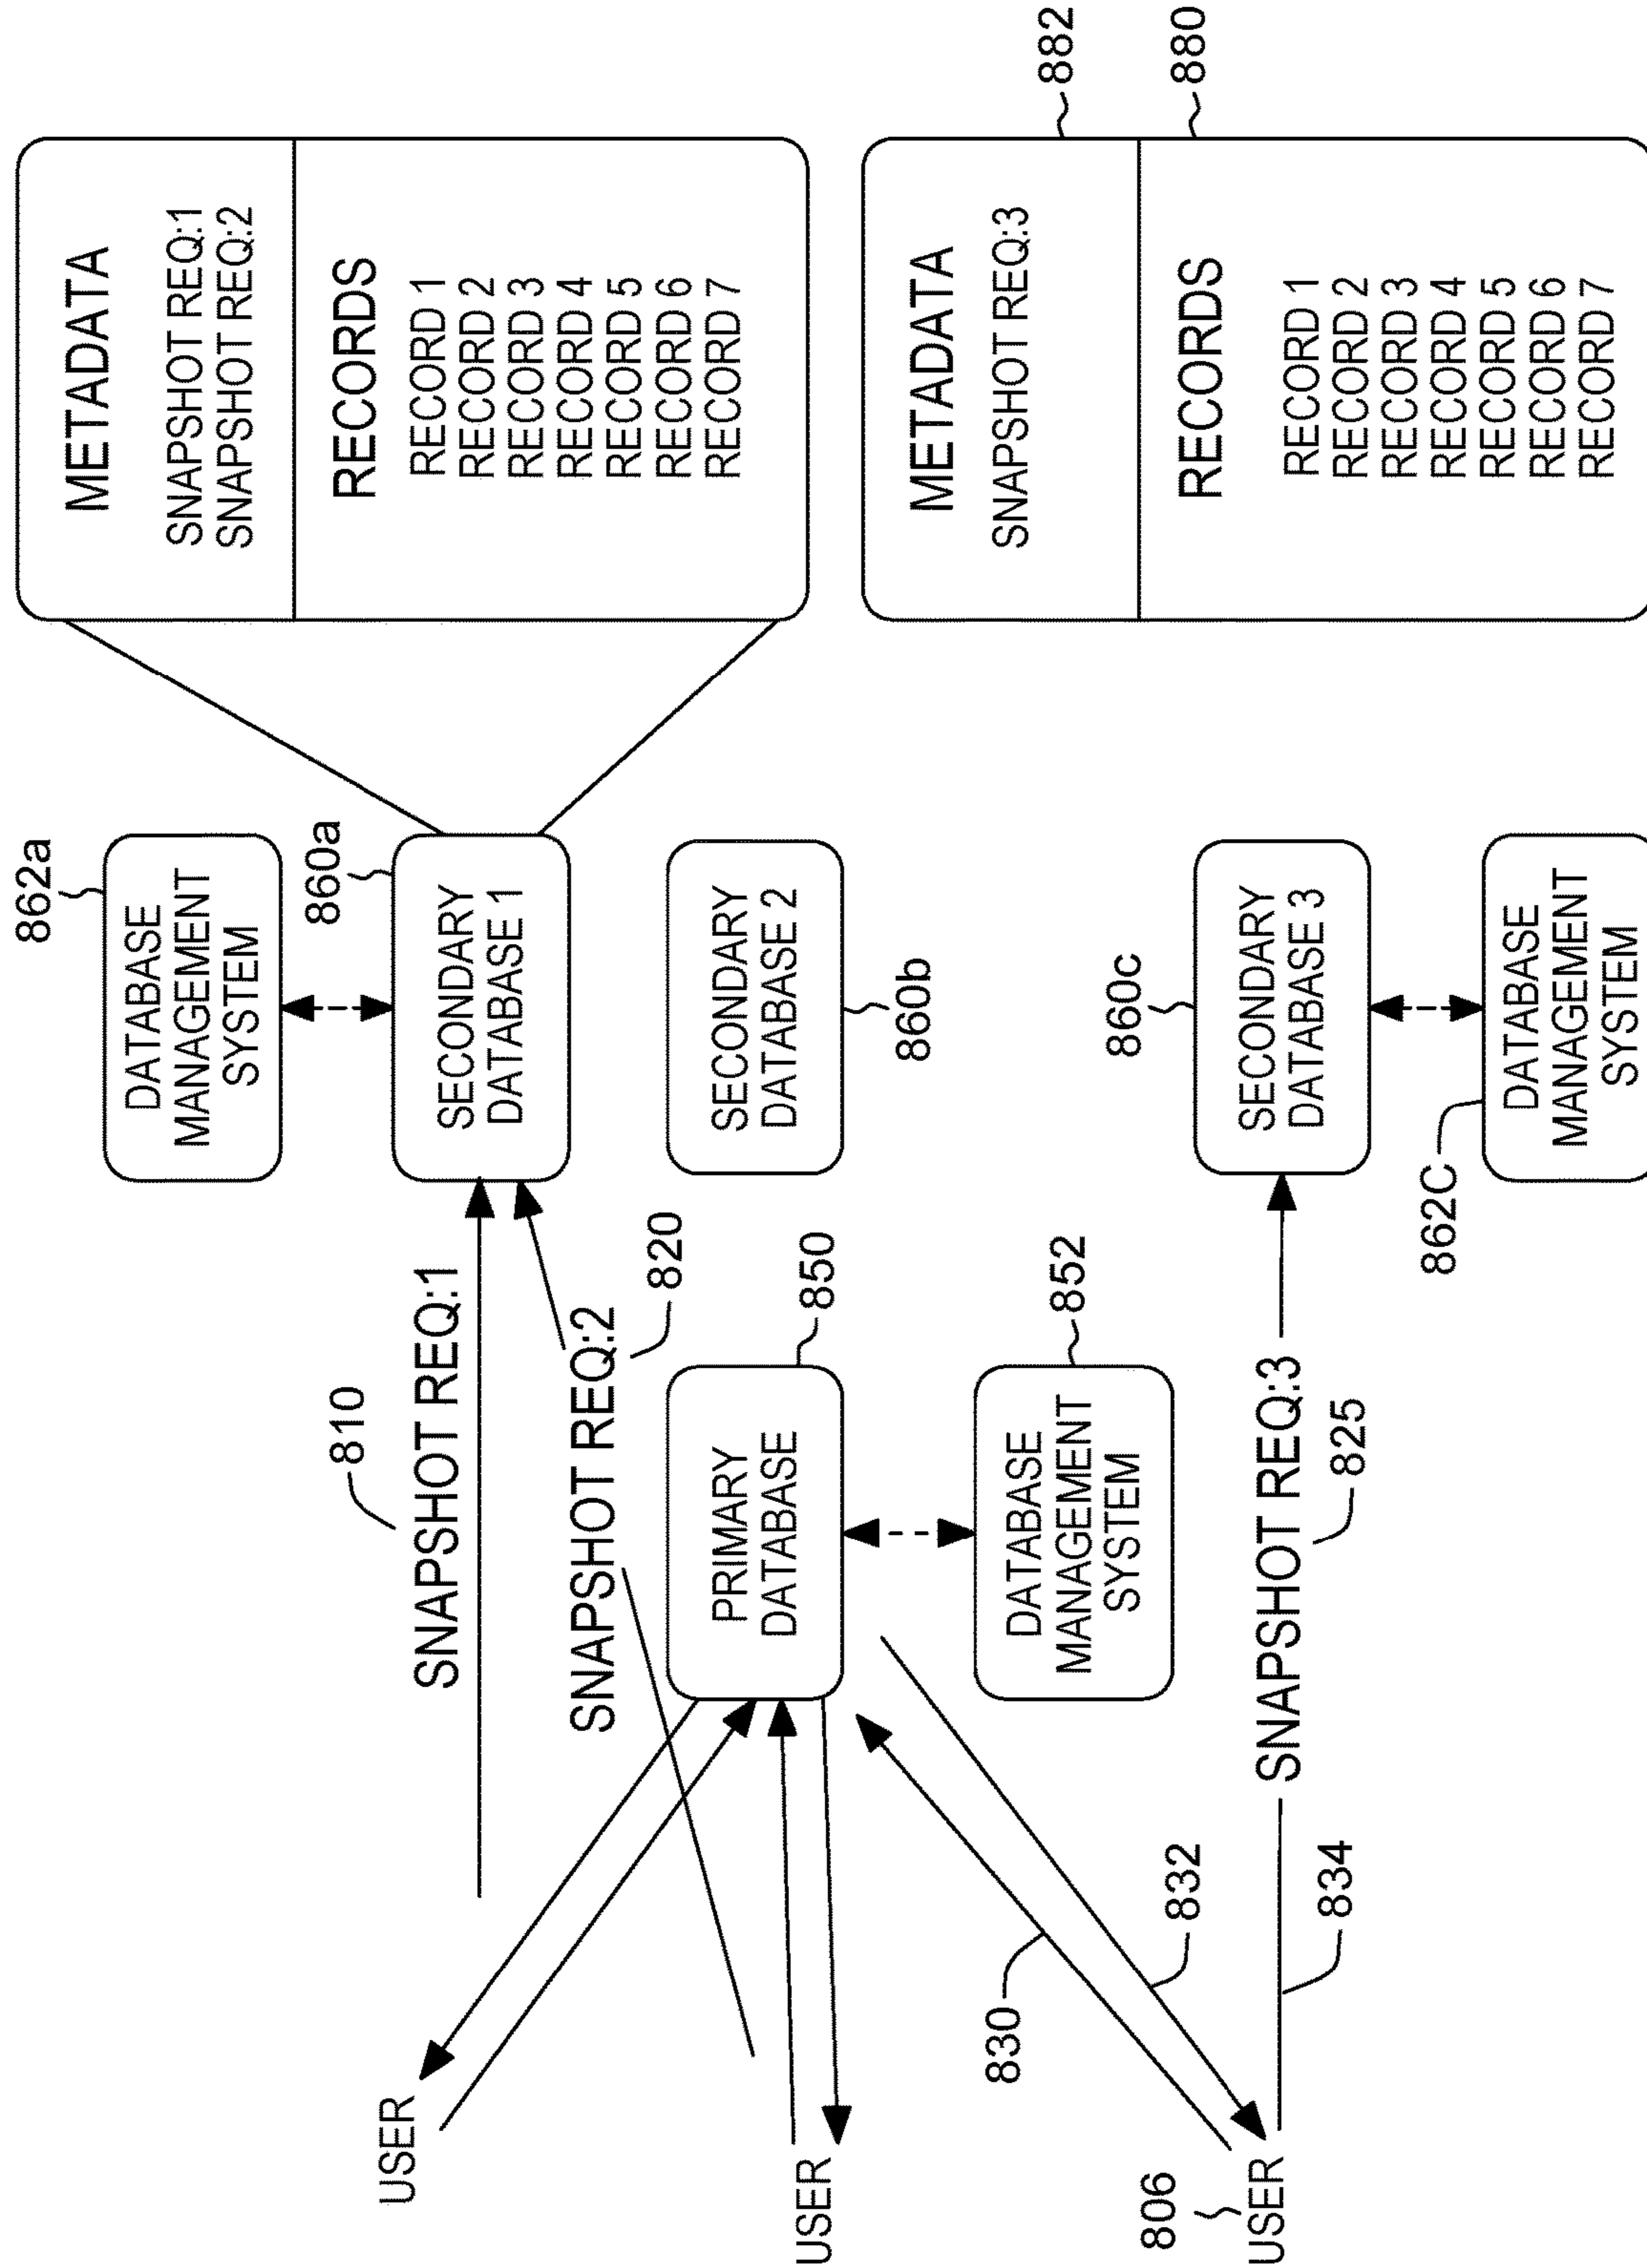 862a
DATABASE
MANAGEMENT
SYSTEM
METADATA
SNAPSHOT REQ:1
SNAPSHOT REQ:2
RECORDS
RECORD 1
RECORD 2
RECORD 3
RECORD 4
RECORD 5
RECORD 6
RECORD 7
860a
SECONDARY
DATABASE 1
810
SNAPSHOT REQ:1
USER
SNAPSHOT REQ:2
820
SECONDARY
DATABASE 2
860b
PRIMARY
DATABASE
850
USER
DATABASE
MANAGEMENT
SYSTEM
852
METADATA
SNAPSHOT REQ:3
882
RECORDS
880
RECORD 1
RECORD 2
RECORD 3
RECORD 4
RECORD 5
RECORD 6
RECORD 7
830
832
860c
SECONDARY
DATABASE 3
806
USER
SNAPSHOT REQ:3
825
834
862C
DATABASE
MANAGEMENT
SYSTEM